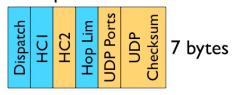 Dispatch
HC1
HC2
Hop Lim
UDP Ports
UDP
Checksum
7 bytes